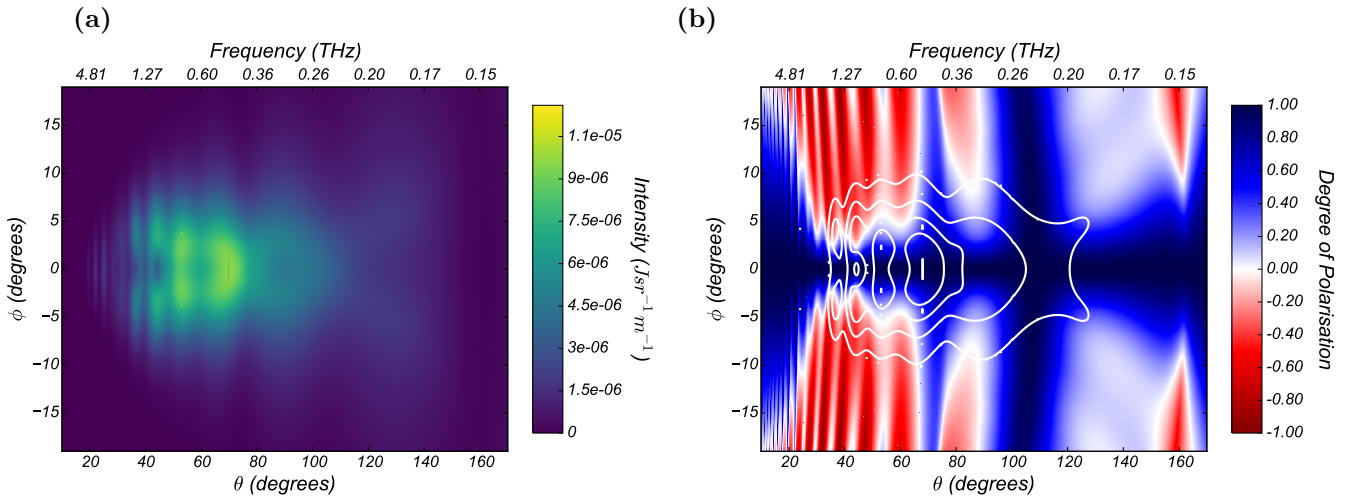 (a)
Frequency (THz)
4.81 1.27 0.60 0.36 0.26 0.20 0.17 0.15
15
10
5
0
−5
−10
−15
ϕ (degrees)
20 40 60 80 100 120 140 160
θ (degrees)
1.1e-05
9e-06
7.5e-06
6e-06
4.5e-06
3e-06
1.5e-06
0
Intensity (Jsr⁻¹m⁻¹)
(b)
Frequency (THz)
4.81 1.27 0.60 0.36 0.26 0.20 0.17 0.15
15
10
5
0
−5
−10
−15
ϕ (degrees)
20 40 60 80 100 120 140 160
θ (degrees)
1.00
0.80
0.60
0.40
0.20
0.00
-0.20
-0.40
-0.60
-0.80
-1.00
Degree of Polarisation